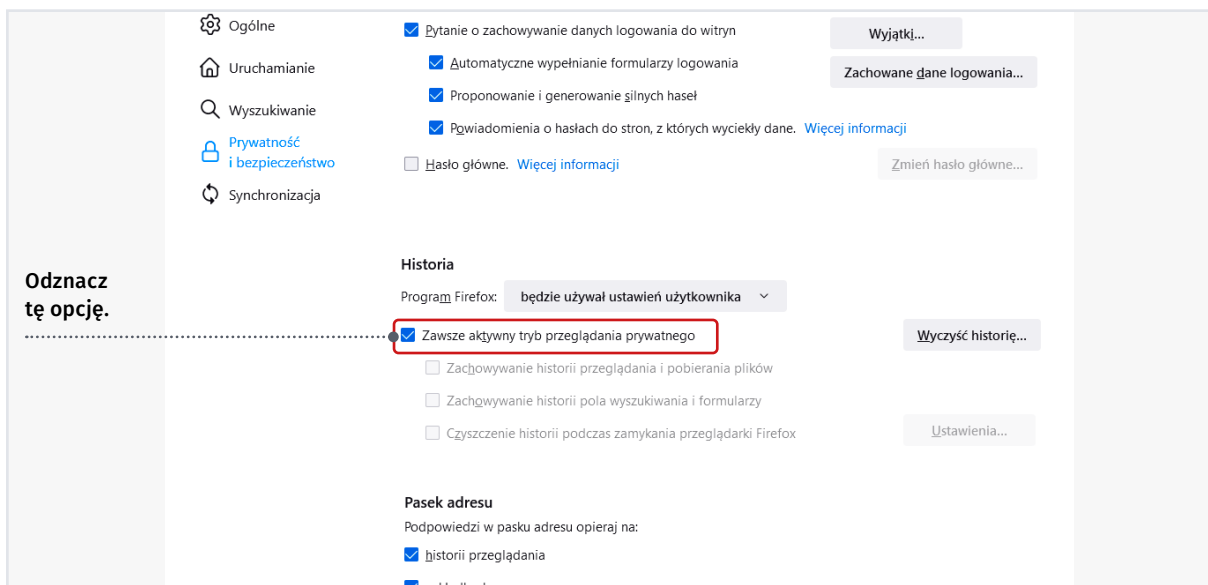 Ogólne
Uruchamianie
Wyszukiwanie
Prywatność
i bezpieczeństwo
Synchronizacja
Odznacz
tę opcję.
Pytanie o zachowywanie danych logowania do witryn
Wyjątki...
Automatyczne wypełnianie formularzy logowania
Zachowane dane logowania...
Proponowanie i generowanie silnych haseł
Powiadomienia o hasłach do stron, z których wyciekły dane. Więcej informacji
Hasło główne. Więcej informacji
Zmień hasło główne...
Historia
Program Firefox: będzie używał ustawień użytkownika
Zawsze aktywny tryb przeglądania prywatnego
Wyczyść historię...
Zachowywanie historii przeglądania i pobierania plików
Zachowywanie historii pola wyszukiwania i formularzy
Czyszczenie historii podczas zamykania przeglądarki Firefox
Ustawienia...
Pasek adresu
Podpowiedzi w pasku adresu opieraj na:
historii przeglądania